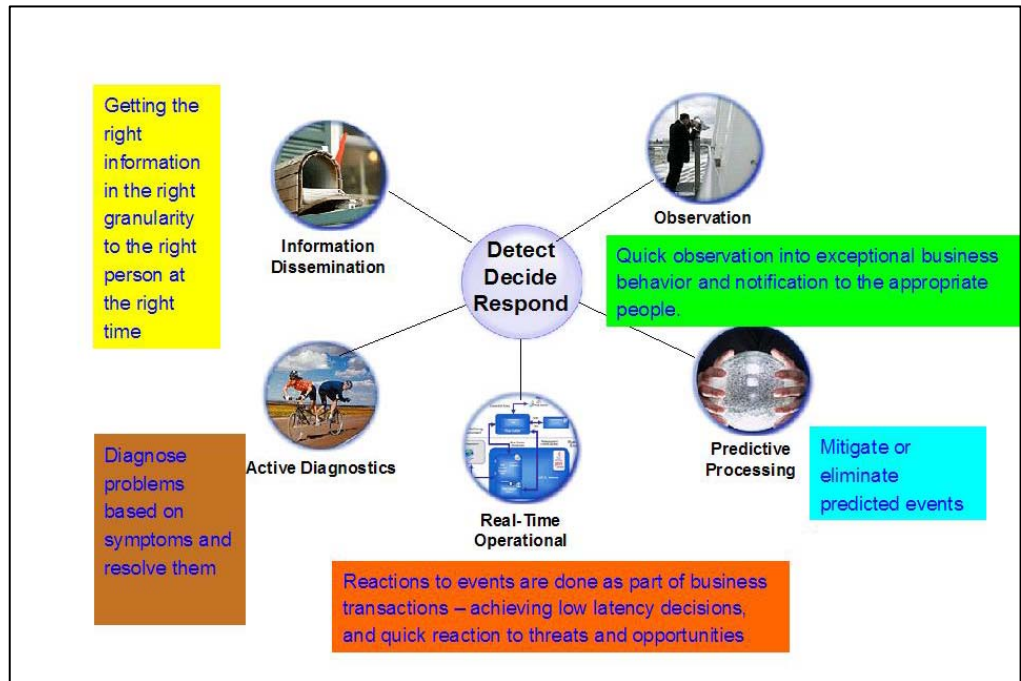 Getting the
right
information
in the right
granularity
to the right
person at
the right
time
Information
Dissemination
Observation
Detect
Decide
Respond
Quick observation into exceptional business
behavior and notification to the appropriate
people.
Diagnose
problems
based on
symptoms and
resolve them
Active Diagnostics
Real-Time
Operational
Predictive
Processing
Mitigate or
eliminate
predicted events
Reactions to events are done as part of business
transactions – achieving low latency decisions,
and quick reaction to threats and opportunities